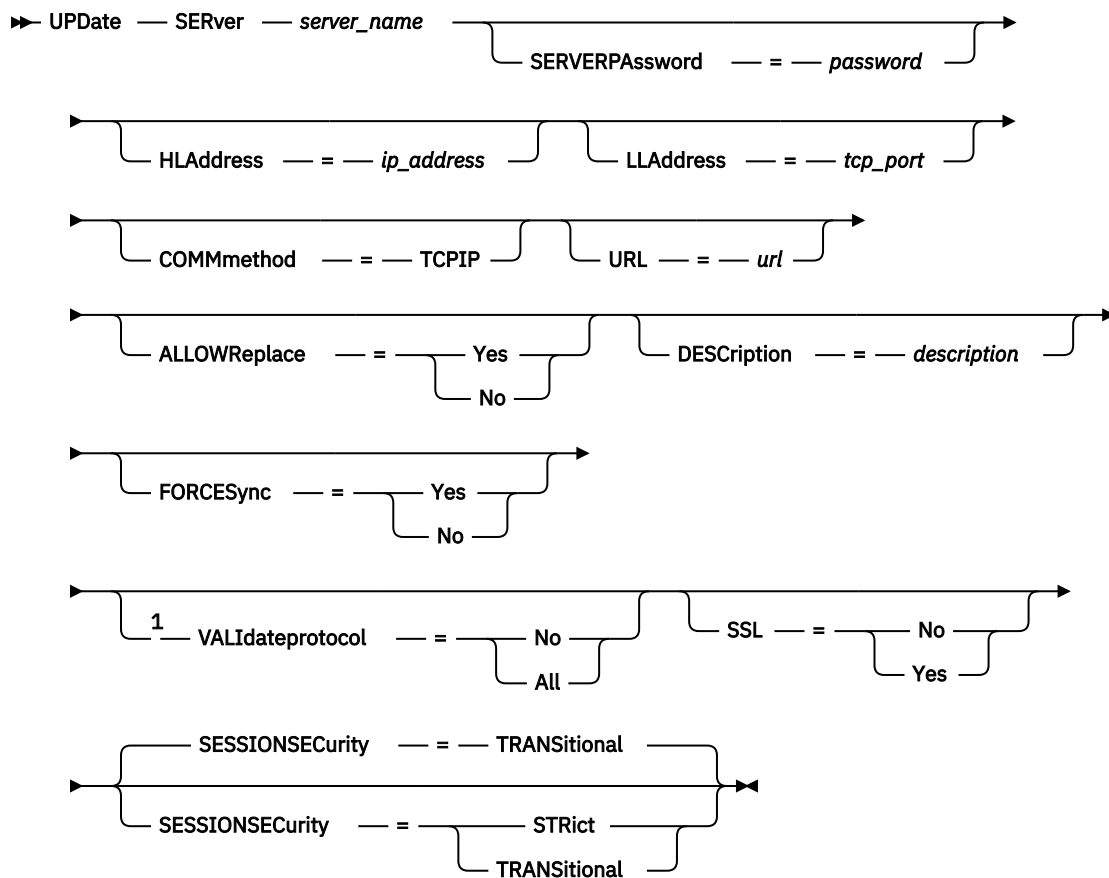 UPDate SERver server_name
SERVERPAssword = password
HLAddress = ip_address LLAddress = tcp_port
COMMmethod = TCPIP URL = url
ALLOWReplace = Yes DESCription = description
No
FORCESync = Yes
No
1 VALIdateprotocol = No SSL = No
All Yes
SESSIONSECurity = TRANSitional
SESSIONSECurity = STRict
TRANSitional